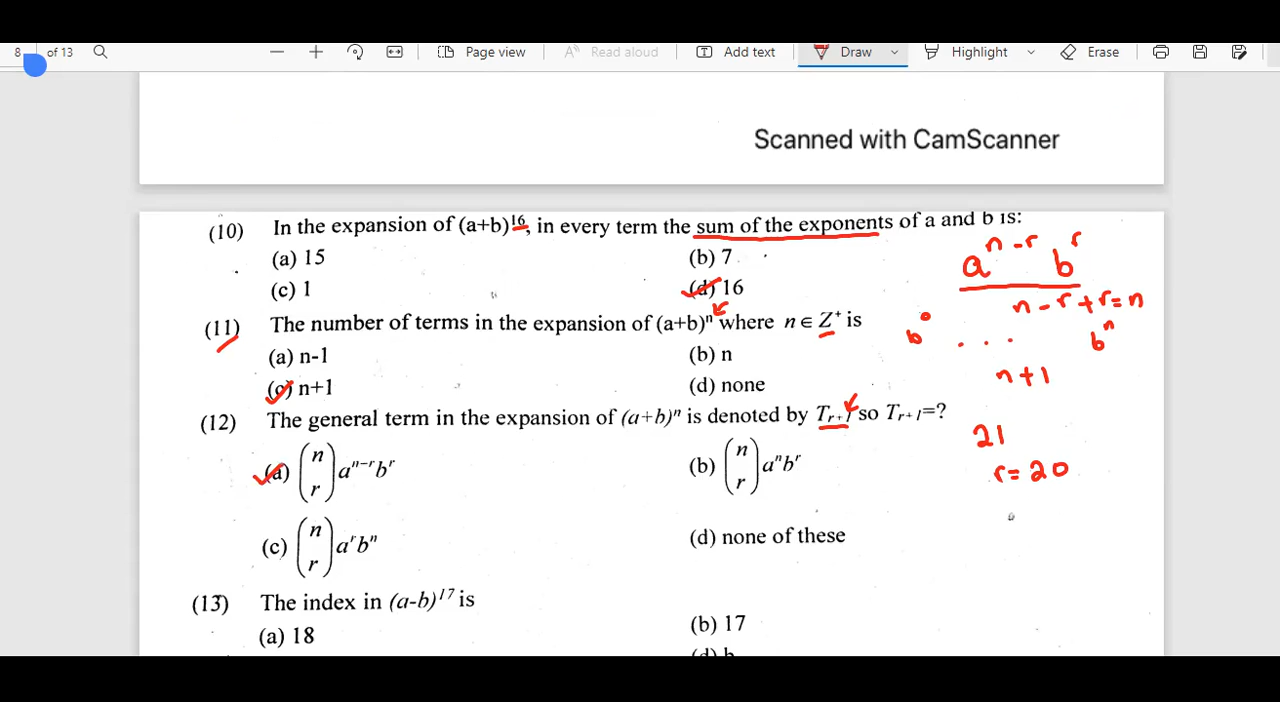 8 of 13 Page view Read aloud Add text Draw Highlight Erase
Scanned with CamScanner
(10) In the expansion of (a+b)^16, in every term the sum of the exponents of a and b is:
(a) 15 (b) 7
(c) 1 (d) 16
a^n-r b^r
n-r+r=n
(11) The number of terms in the expansion of (a+b)^n where n ∈ Z^+ is
b^0 ... b^n
(a) n-1 (b) n
n+1
(c) n+1 (d) none
(12) The general term in the expansion of (a+b)^n is denoted by T_r+1 so T_r+1=?
21
r=20
(a) (n r) a^n-r b^r (b) (n r) a^n b^r
(c) (n r) a^r b^n (d) none of these
(13) The index in (a-b)^17 is
(a) 18 (b) 17
(d) b